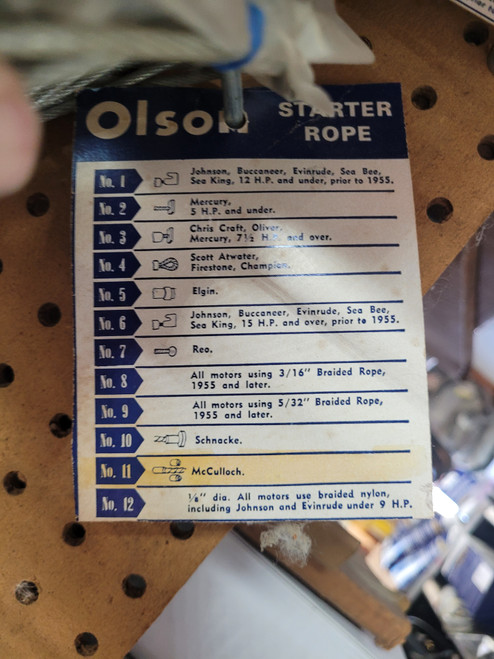 Olson
STARTER
ROPE
No. 1 Johnson, Buccaneer, Evinrude, Sea Bee,
Sea King, 12 H.P. and under, prior to 1955.
No. 2 Mercury,
5 H.P. and under.
No. 3 Chris Craft, Oliver,
Mercury, 7½ H.P. and over.
No. 4 Scott Atwater,
Firestone, Champion.
No. 5 Elgin.
No. 6 Johnson, Buccaneer, Evinrude, Sea Bee,
Sea King, 15 H.P. and over, prior to 1955.
No. 7 Reo.
No. 8 All motors using 3/16" Braided Rope,
1955 and later.
No. 9 All motors using 5/32" Braided Rope,
1955 and later.
No. 10 Schnacke.
No. 11 McCulloch.
No. 12 ⅛" dia. All motors use braided nylon,
including Johnson and Evinrude under 9 H.P.